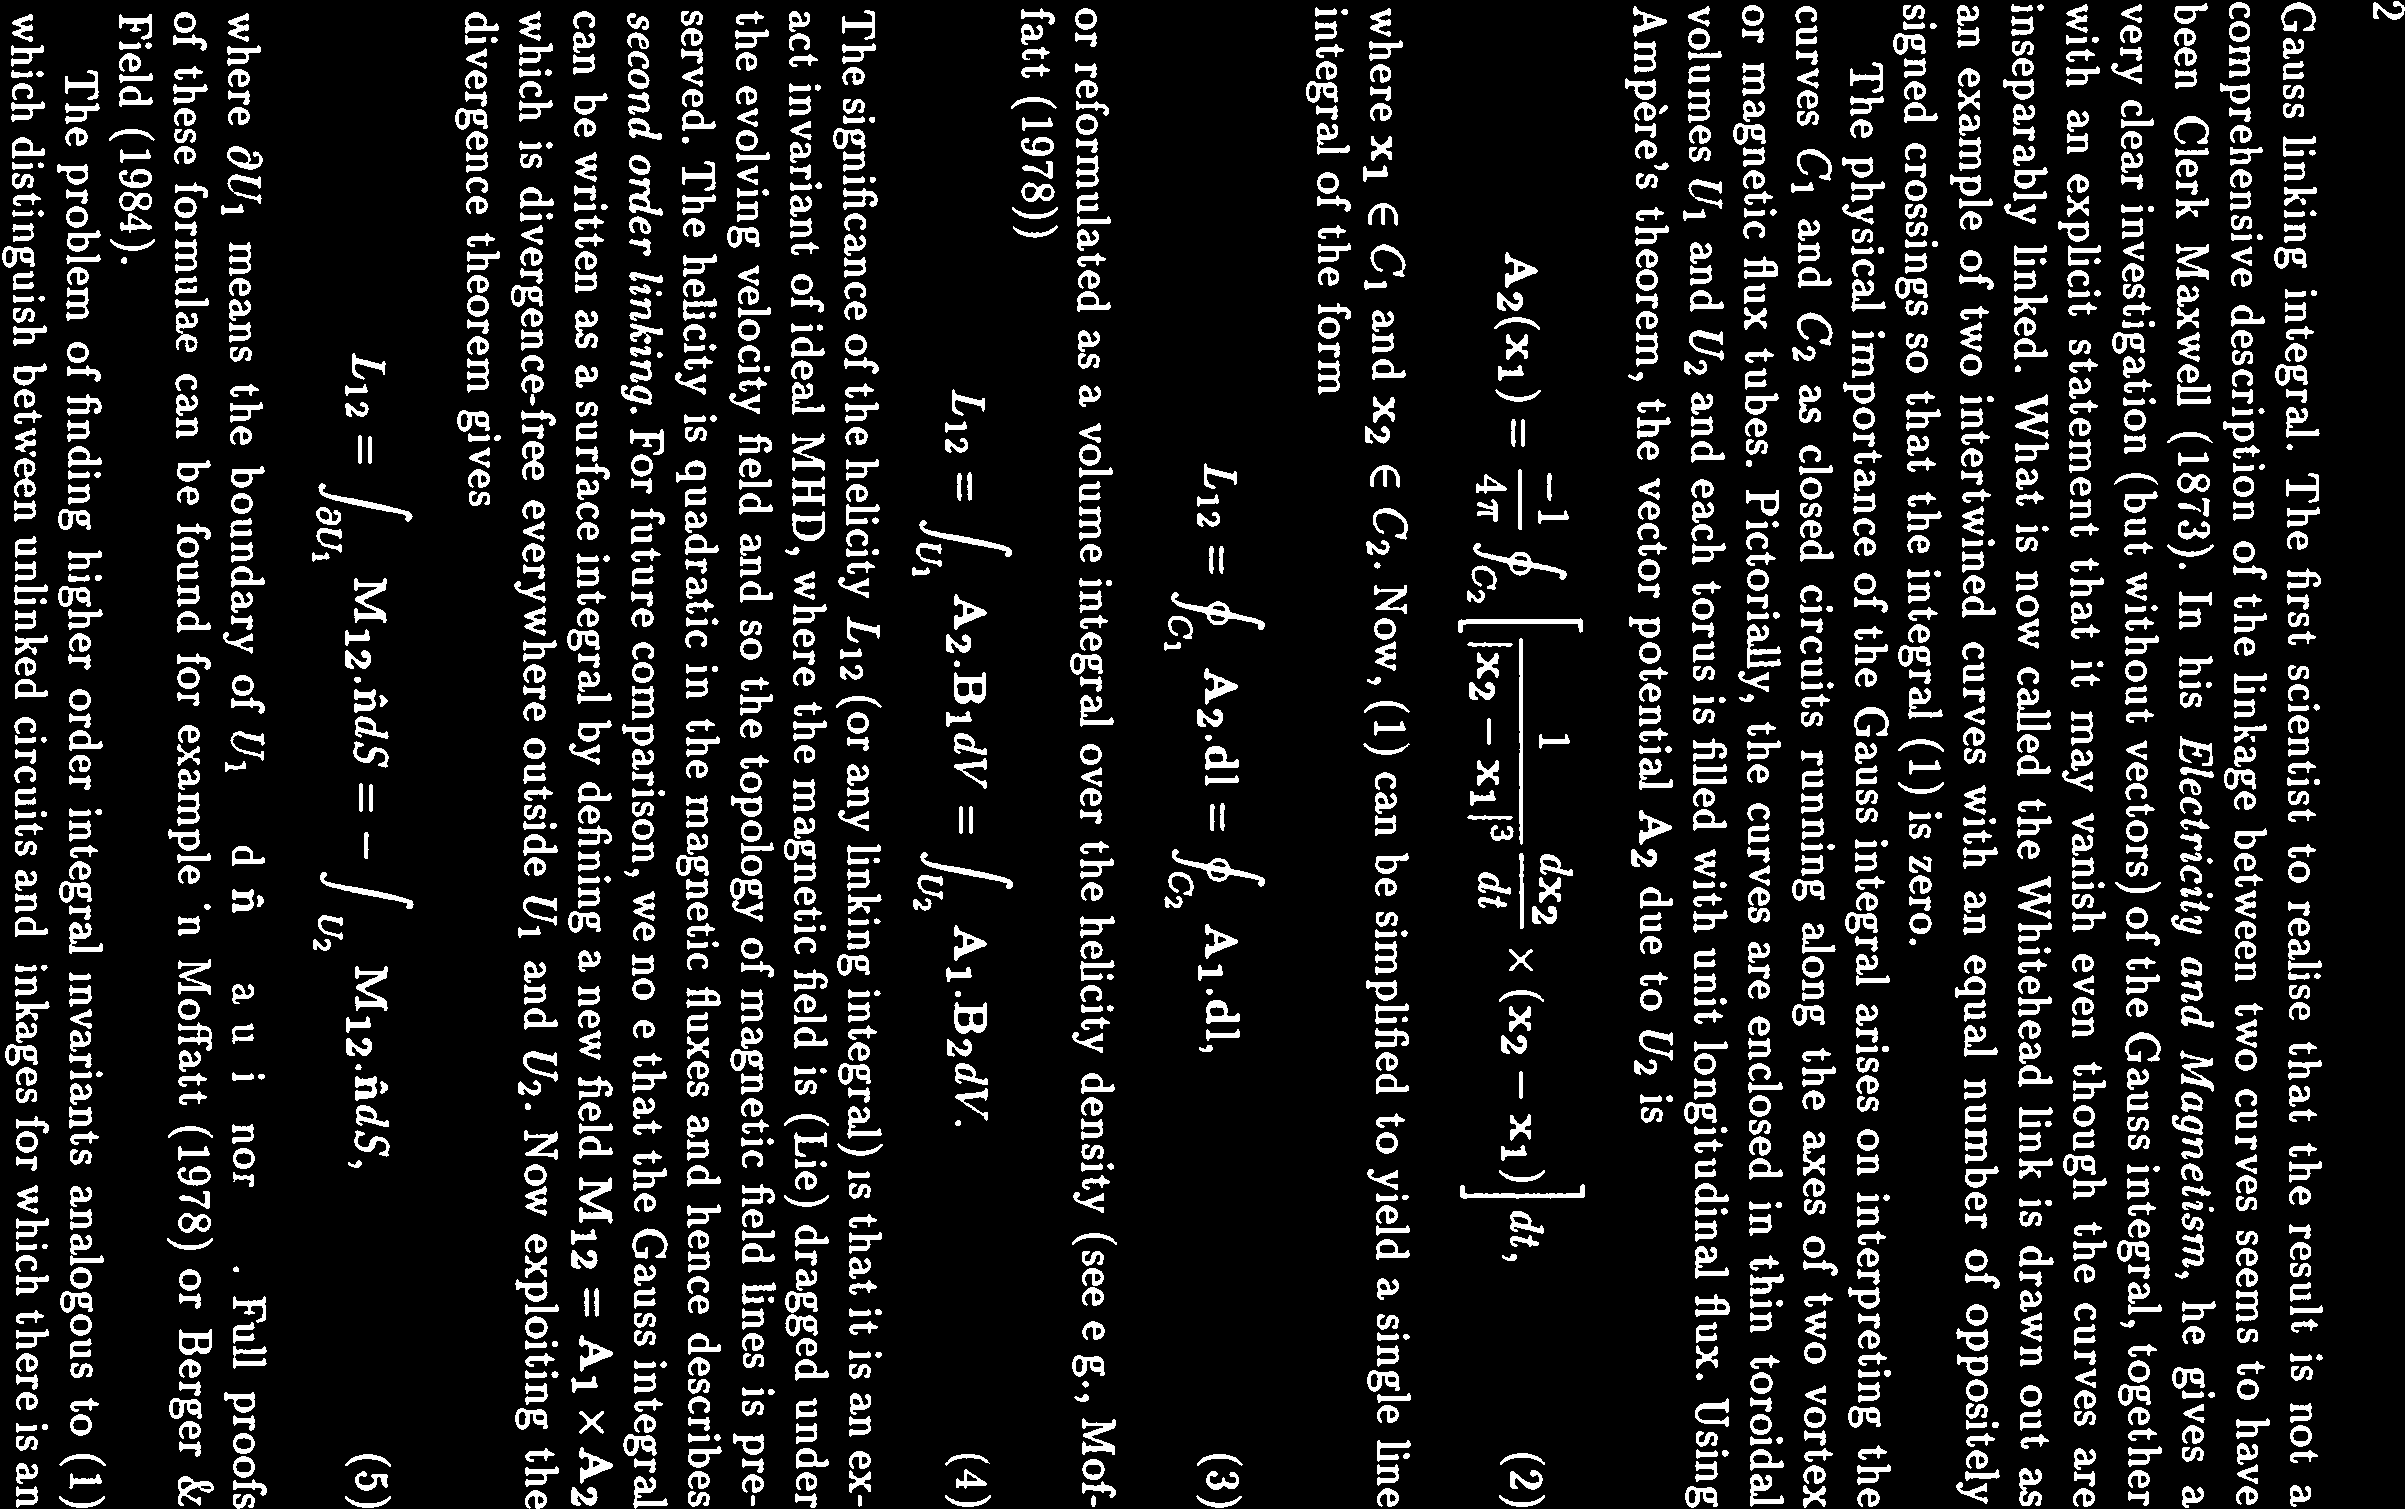 2
Gauss linking integral. The first scientist to realise that the result is not a
comprehensive description of the linkage between two curves seems to have
been Clerk Maxwell (1873). In his Electricity and Magnetism, he gives a
very clear investigation (but without vectors) of the Gauss integral, together
with an explicit statement that it may vanish even though the curves are
inseparably linked. What is now called the Whitehead link is drawn out as
an example of two intertwined curves with an equal number of oppositely
signed crossings so that the integral (1) is zero.
The physical importance of the Gauss integral arises on interpreting the
curves C₁ and C₂ as closed circuits running along the axes of two vortex
or magnetic flux tubes. Pictorially, the curves are enclosed in thin toroidal
volumes U₁ and U₂ and each torus is filled with unit longitudinal flux. Using
Ampère's theorem, the vector potential A₂ due to U₂ is
A₂(x₁) = -1/4π ∮_C₂ [ 1/|x₂ − x₁|³ dx₂/dt × (x₂ − x₁) ] dt, (2)
where x₁ ∈ C₁ and x₂ ∈ C₂. Now, (1) can be simplified to yield a single line
integral of the form
L₁₂ = ∮_C₁ A₂.dl = ∮_C₂ A₁.dl, (3)
or reformulated as a volume integral over the helicity density (see e g., Mof-
fatt (1978))
L₁₂ = ∫_U₁ A₂.B₁dV = ∫_U₂ A₁.B₂dV. (4)
The significance of the helicity L₁₂ (or any linking integral) is that it is an ex-
act invariant of ideal MHD, where the magnetic field is (Lie) dragged under
the evolving velocity field and so the topology of magnetic field lines is pre-
served. The helicity is quadratic in the magnetic fluxes and hence describes
second order linking. For future comparison, we no e that the Gauss integral
can be written as a surface integral by defining a new field M₁₂ = A₁ × A₂
which is divergence-free everywhere outside U₁ and U₂. Now exploiting the
divergence theorem gives
L₁₂ = ∫_∂U₁ M₁₂.n̂dS = − ∫_U₂ M₁₂.n̂dS, (5)
where ∂U₁ means the boundary of U₁ d n̂ a u i nor . Full proofs
of these formulae can be found for example 'n Moffatt (1978) or Berger &
Field (1984).
The problem of finding higher order integral invariants analogous to (1)
which distinguish between unlinked circuits and inkages for which there is an